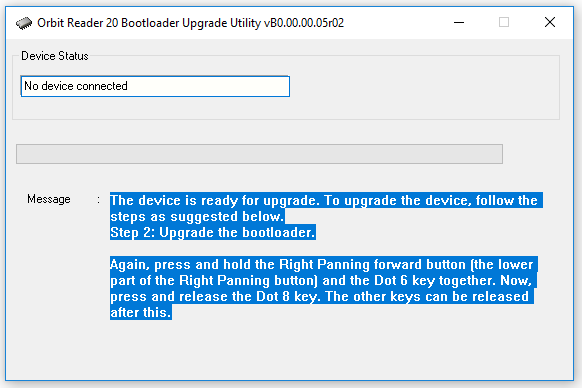 Orbit Reader 20 Bootloader Upgrade Utility vB0.00.00.05r02
Device Status
No device connected
Message :
The device is ready for upgrade. To upgrade the device, follow the
steps as suggested below.
Step 2: Upgrade the bootloader.
Again, press and hold the Right Panning forward button (the lower
part of the Right Panning button) and the Dot 6 key together. Now,
press and release the Dot 8 key. The other keys can be released
after this.